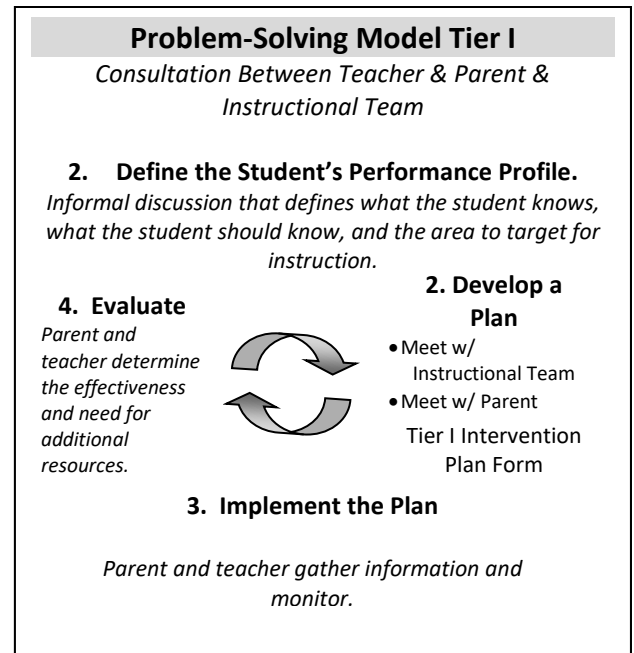 Problem-Solving Model Tier I
Consultation Between Teacher & Parent &
Instructional Team
2. Define the Student's Performance Profile.
Informal discussion that defines what the student knows,
what the student should know, and the area to target for
instruction.
4. Evaluate
Parent and
teacher determine
the effectiveness
and need for
additional
resources.
2. Develop a
Plan
•Meet w/
Instructional Team
•Meet w/ Parent
Tier I Intervention
Plan Form
3. Implement the Plan
Parent and teacher gather information and
monitor.